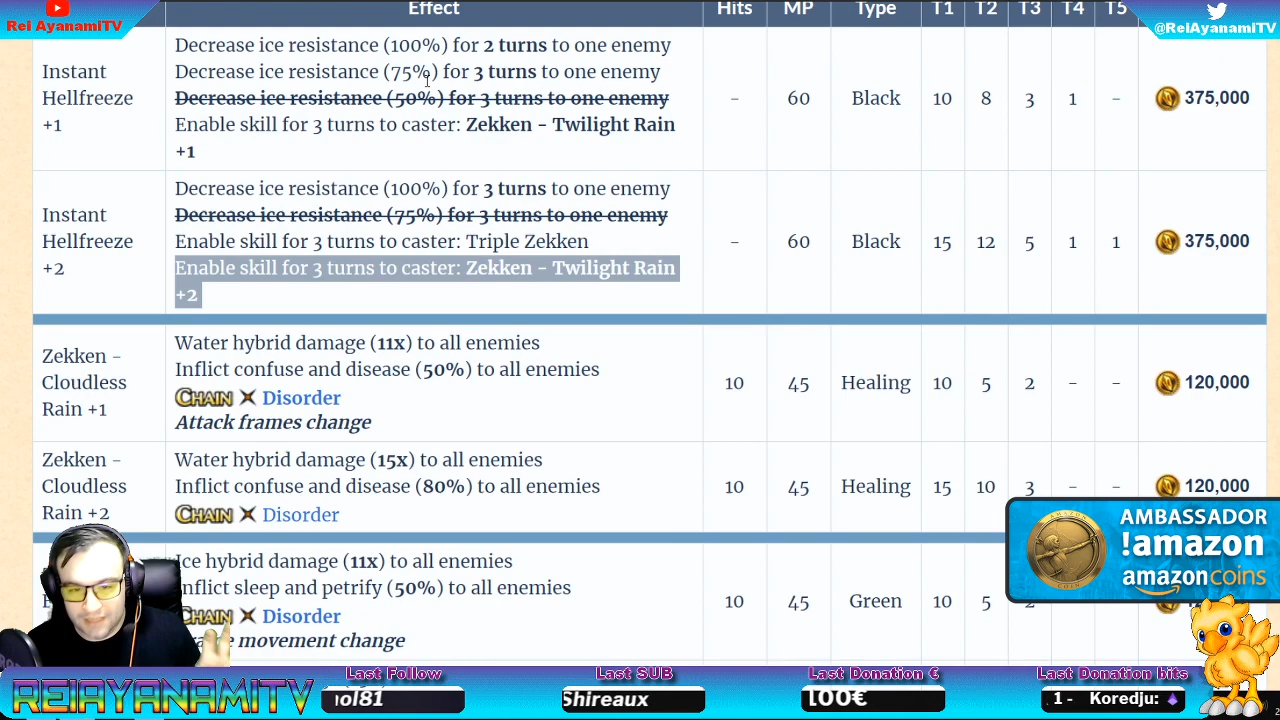 Rei AyanamiTV
@ReiAyanamiTV
Effect Hits MP Type T1 T2 T3 T4 T5
Instant
Hellfreeze
+1
Decrease ice resistance (100%) for 2 turns to one enemy
Decrease ice resistance (75%) for 3 turns to one enemy
Decrease ice resistance (50%) for 3 turns to one enemy
Enable skill for 3 turns to caster: Zekken - Twilight Rain
+1
- 60 Black 10 8 3 1 - 375,000
Instant
Hellfreeze
+2
Decrease ice resistance (100%) for 3 turns to one enemy
Decrease ice resistance (75%) for 3 turns to one enemy
Enable skill for 3 turns to caster: Triple Zekken
Enable skill for 3 turns to caster: Zekken - Twilight Rain
+2
- 60 Black 15 12 5 1 1 375,000
Zekken -
Cloudless
Rain +1
Water hybrid damage (11x) to all enemies
Inflict confuse and disease (50%) to all enemies
CHAIN Disorder
Attack frames change
10 45 Healing 10 5 2 - - 120,000
Zekken -
Cloudless
Rain +2
Water hybrid damage (15x) to all enemies
Inflict confuse and disease (80%) to all enemies
CHAIN Disorder
10 45 Healing 15 10 3 - - 120,000
Ice hybrid damage (11x) to all enemies
nflict sleep and petrify (50%) to all enemies
CHAIN Disorder
movement change
10 45 Green 10 5
AMBASSADOR
!amazon
amazoncoins
COIN
REIAYANAMITV
Last Follow
nol81
Last SUB
Shireaux
Last Donation €
100€
Last Donation bits
1 - Koredju: